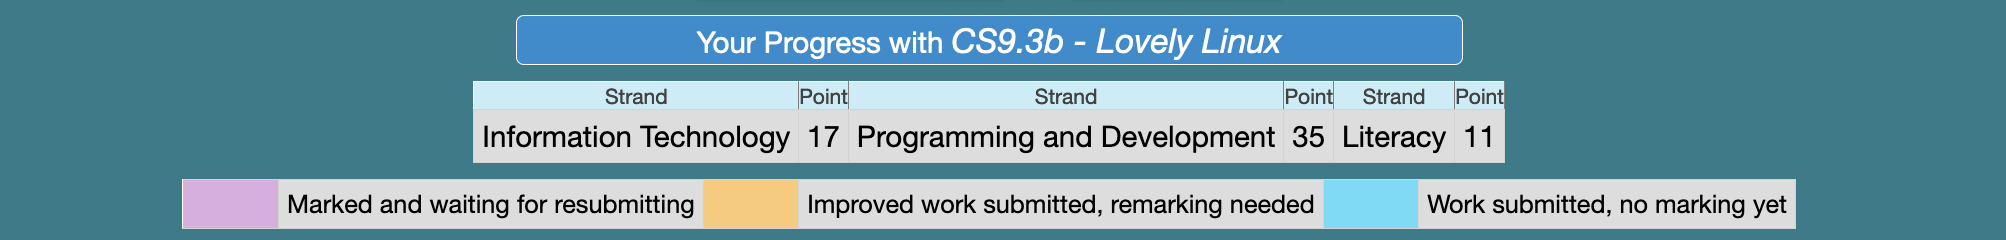 Your Progress with CS9.3b - Lovely Linux
Strand Point Strand Point Strand Point
Information Technology 17 Programming and Development 35 Literacy 11
Marked and waiting for resubmitting Improved work submitted, remarking needed Work submitted, no marking yet